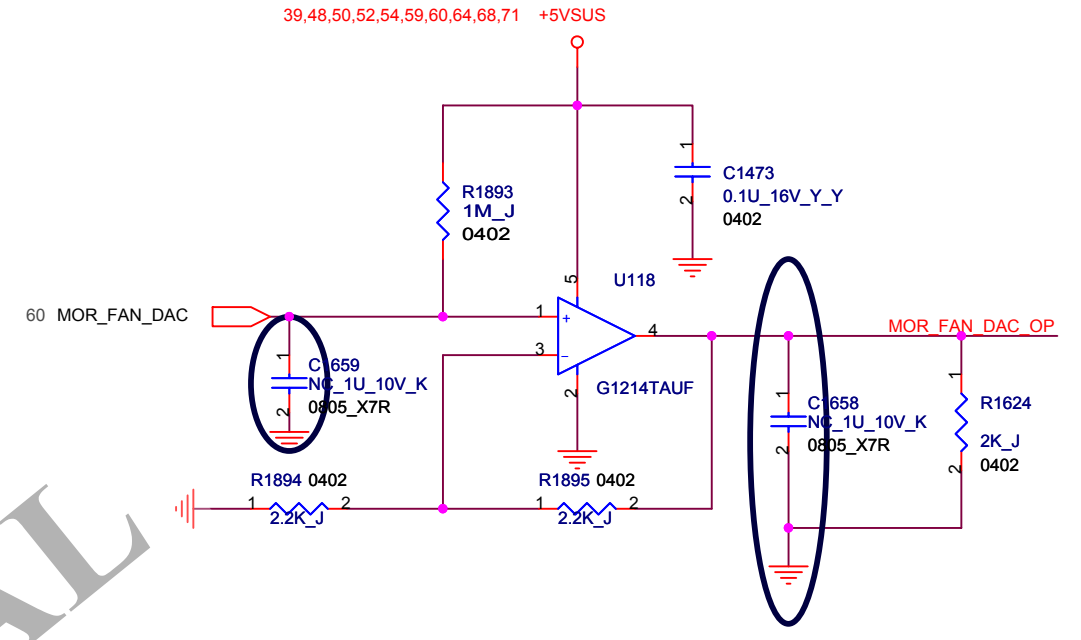 39,48,50,52,54,59,60,64,68,71 +5VSUS
R1893
1M_J
0402
1
2
C1473
0.1U_16V_Y_Y
0402
60 MOR_FAN_DAC
1
2
C1659
NC_1U_10V_K
0805_X7R
5
U118
1
+
3
-
4
2
G1214TAUF
MOR_FAN_DAC_OP
1
2
C1658
NC_1U_10V_K
0805_X7R
1
2
R1624
2K_J
0402
R1894 0402
1 2
2.2K_J
R1895 0402
1 2
2.2K_J
AL